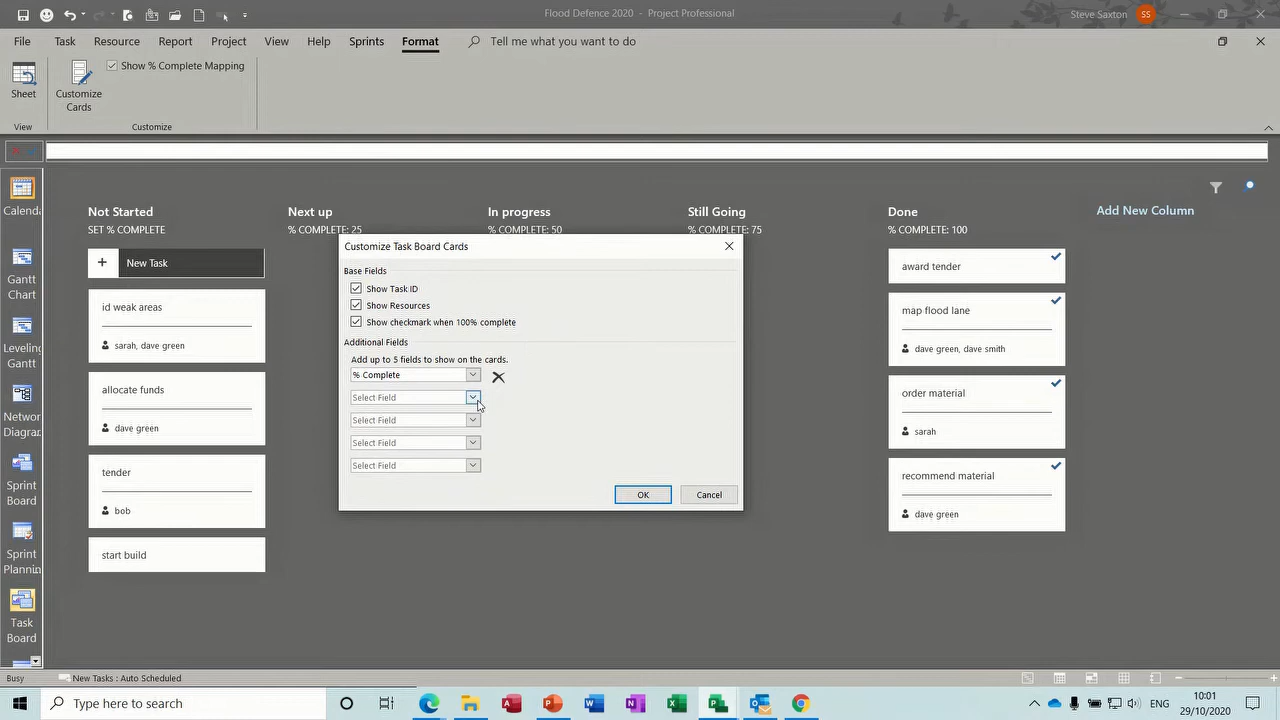 Flood Defence 2020 - Project Professional
Steve Saxton
SS
File
Task
Resource
Report
Project
View
Help
Sprints
Format
Tell me what you want to do
Sheet
Customize
Cards
Show % Complete Mapping
View
Customize
Calenda
Gantt
Chart
Leveling
Gantt
Network
Diagra
Sprint
Board
Sprint
Planning
Task
Board
Not Started
SET % COMPLETE
Next up
% COMPLETE: 25
In progress
% COMPLETE: 50
Still Going
% COMPLETE: 75
Done
% COMPLETE: 100
Add New Column
+ New Task
id weak areas
sarah, dave green
allocate funds
dave green
tender
bob
start build
award tender
map flood lane
dave green, dave smith
order material
sarah
recommend material
dave green
Customize Task Board Cards
Base Fields
Show Task ID
Show Resources
Show checkmark when 100% complete
Additional Fields
Add up to 5 fields to show on the cards.
% Complete
Select Field
Select Field
Select Field
Select Field
OK
Cancel
Busy
New Tasks : Auto Scheduled
Type here to search
ENG
10:01
29/10/2020